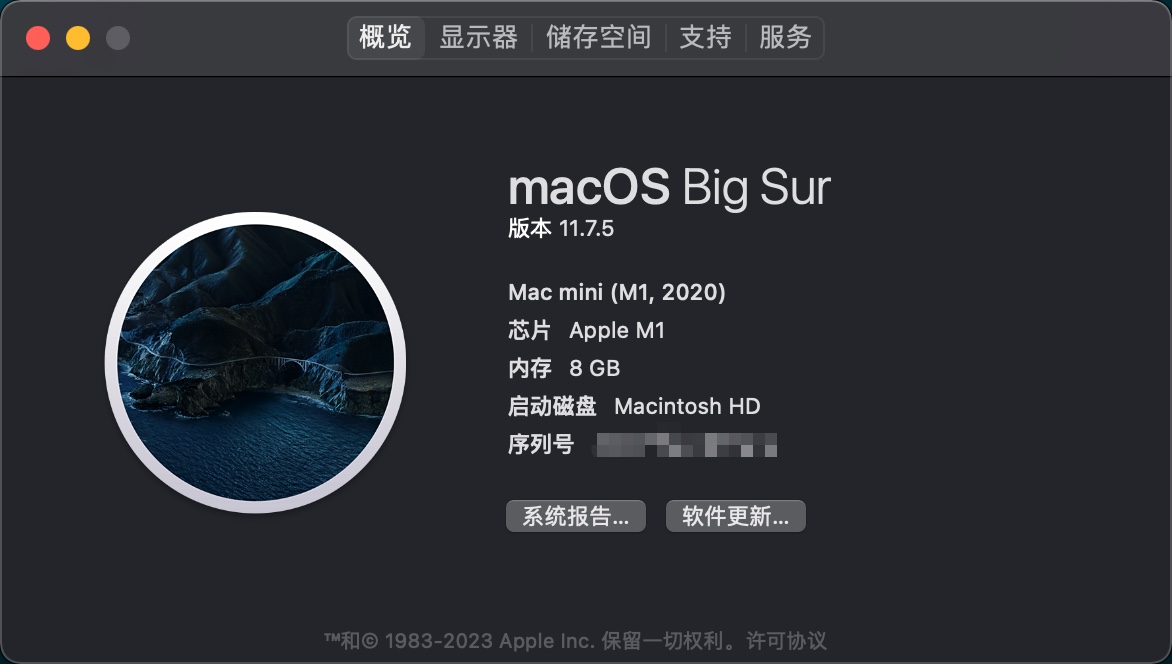 概览 显示器 储存空间 支持 服务
macOS Big Sur
版本 11.7.5
Mac mini (M1, 2020)
芯片 Apple M1
内存 8 GB
启动磁盘 Macintosh HD
序列号
系统报告... 软件更新...
™和© 1983-2023 Apple Inc. 保留一切权利。许可协议